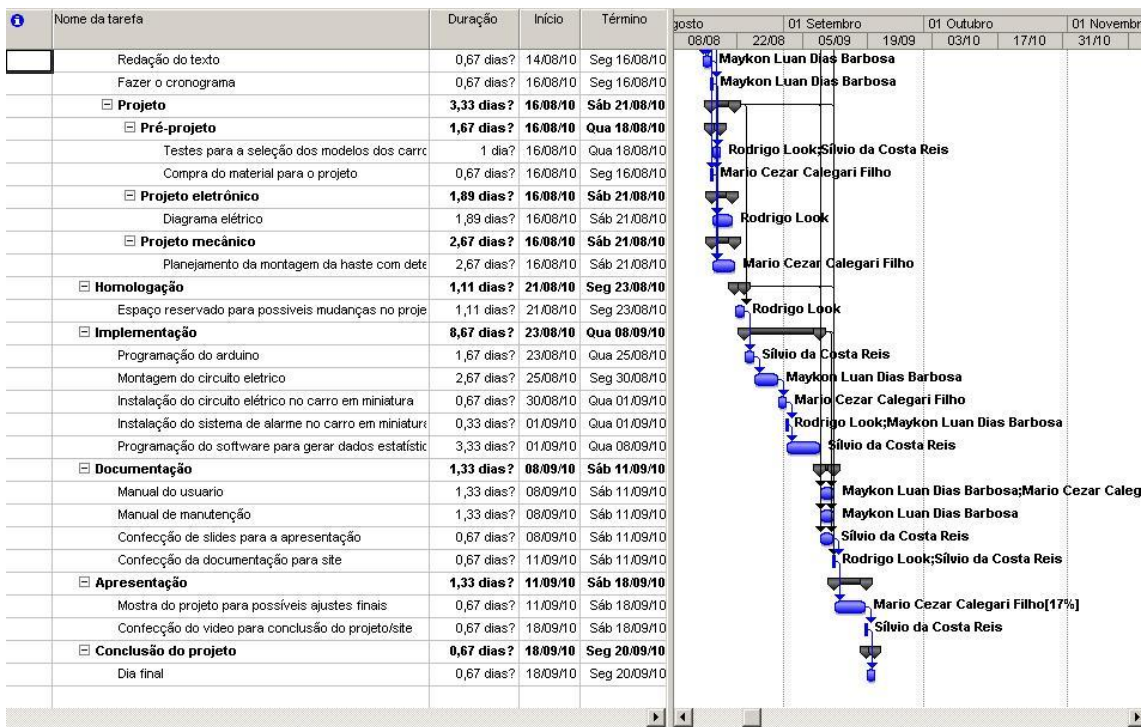 Nome da tarefa Duração Início Término
gosto 01 Setembro 01 Outubro 01 Novembr
08/08 22/08 05/09 19/09 03/10 17/10 31/10
Redação do texto 0,67 dias? 14/08/10 Seg 16/08/10 Maykon Luan Dias Barbosa
Fazer o cronograma 0,67 dias? 16/08/10 Seg 16/08/10 Maykon Luan Dias Barbosa
Projeto 3,33 dias? 16/08/10 Sáb 21/08/10
Pré-projeto 1,67 dias? 16/08/10 Qua 18/08/10
Testes para a seleção dos modelos dos carro 1 dia? 16/08/10 Qua 18/08/10 Rodrigo Look;Sílvio da Costa Reis
Compra do material para o projeto 0,67 dias? 16/08/10 Seg 16/08/10 Mario Cezar Calegari Filho
Projeto eletrônico 1,89 dias? 16/08/10 Sáb 21/08/10
Diagrama elétrico 1,89 dias? 16/08/10 Sáb 21/08/10 Rodrigo Look
Projeto mecânico 2,67 dias? 16/08/10 Sáb 21/08/10
Planejamento da montagem da haste com dete 2,67 dias? 16/08/10 Sáb 21/08/10 Mario Cezar Calegari Filho
Homologação 1,11 dias? 21/08/10 Seg 23/08/10
Espaço reservado para possiveis mudanças no proje 1,11 dias? 21/08/10 Seg 23/08/10 Rodrigo Look
Implementação 8,67 dias? 23/08/10 Qua 08/09/10
Programação do arduino 1,67 dias? 23/08/10 Qua 25/08/10 Sílvio da Costa Reis
Montagem do circuito eletrico 2,67 dias? 25/08/10 Seg 30/08/10 Maykon Luan Dias Barbosa
Instalação do circuito elétrico no carro em miniatura 0,67 dias? 30/08/10 Qua 01/09/10 Mario Cezar Calegari Filho
Instalação do sistema de alarme no carro em miniatura 0,33 dias? 01/09/10 Qua 01/09/10 Rodrigo Look;Maykon Luan Dias Barbosa
Programação do software para gerar dados estatístic 3,33 dias? 01/09/10 Qua 08/09/10 Sílvio da Costa Reis
Documentação 1,33 dias? 08/09/10 Sáb 11/09/10
Manual do usuario 1,33 dias? 08/09/10 Sáb 11/09/10 Maykon Luan Dias Barbosa;Mario Cezar Caleg
Manual de manutenção 1,33 dias? 08/09/10 Sáb 11/09/10 Maykon Luan Dias Barbosa
Confecção de slides para a apresentação 0,67 dias? 08/09/10 Sáb 11/09/10 Sílvio da Costa Reis
Confecção da documentação para site 0,67 dias? 11/09/10 Sáb 11/09/10 Rodrigo Look;Sílvio da Costa Reis
Apresentação 1,33 dias? 11/09/10 Sáb 18/09/10
Mostra do projeto para possíveis ajustes finais 0,67 dias? 11/09/10 Sáb 18/09/10 Mario Cezar Calegari Filho[17%]
Confecção do video para conclusão do projeto/site 0,67 dias? 18/09/10 Sáb 18/09/10 Sílvio da Costa Reis
Conclusão do projeto 0,67 dias? 18/09/10 Seg 20/09/10
Dia final 0,67 dias? 18/09/10 Seg 20/09/10